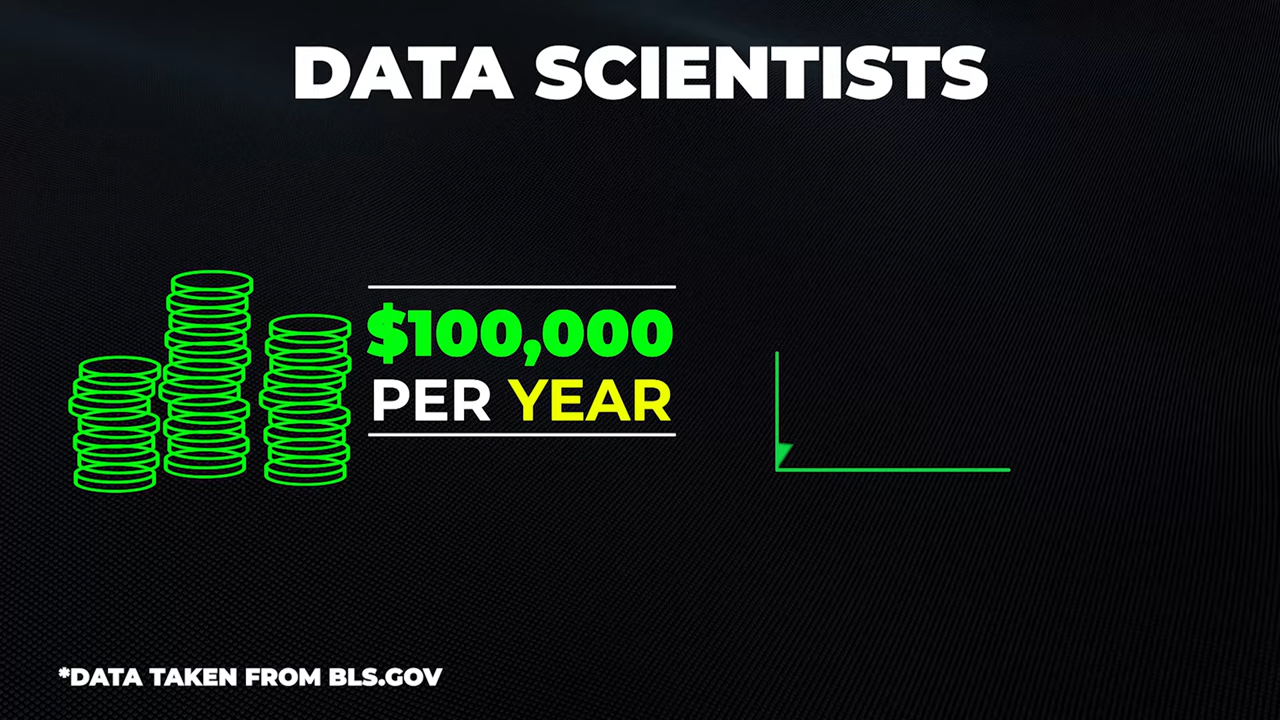 DATA SCIENTISTS
$100,000
PER YEAR
*DATA TAKEN FROM BLS.GOV